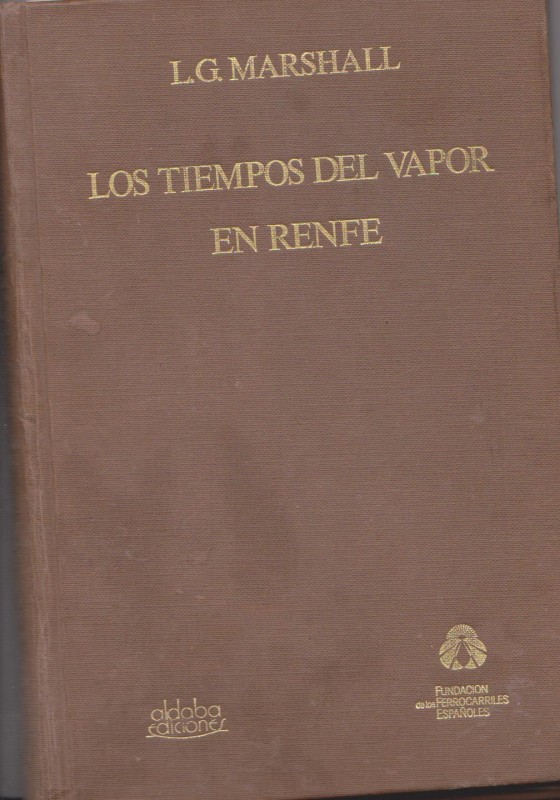 L.G. MARSHALL
LOS TIEMPOS DEL VAPOR
EN RENFE
aldaba
ediciones
FUNDACION
de los FERROCARRILES
ESPAÑOLES